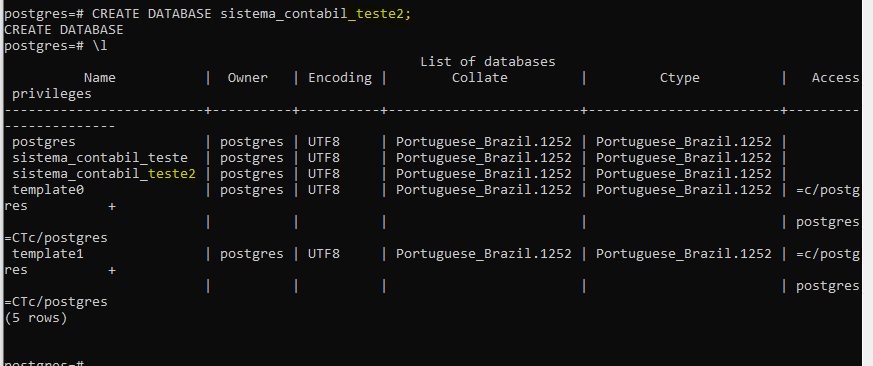 postgres=# CREATE DATABASE sistema_contabil_teste2;
CREATE DATABASE
postgres=# \l
                                                    List of databases
          Name           |  Owner   | Encoding |        Collate         |         Ctype          |   Access
 privileges
-------------------------+----------+----------+------------------------+------------------------+---------
--------------
 postgres                | postgres | UTF8     | Portuguese_Brazil.1252 | Portuguese_Brazil.1252 |
 sistema_contabil_teste  | postgres | UTF8     | Portuguese_Brazil.1252 | Portuguese_Brazil.1252 |
 sistema_contabil_teste2 | postgres | UTF8     | Portuguese_Brazil.1252 | Portuguese_Brazil.1252 |
 template0               | postgres | UTF8     | Portuguese_Brazil.1252 | Portuguese_Brazil.1252 | =c/postg
res          +
                         |          |          |                        |                        | postgres
=CTc/postgres
 template1               | postgres | UTF8     | Portuguese_Brazil.1252 | Portuguese_Brazil.1252 | =c/postg
res          +
                         |          |          |                        |                        | postgres
=CTc/postgres
(5 rows)
postgres=#